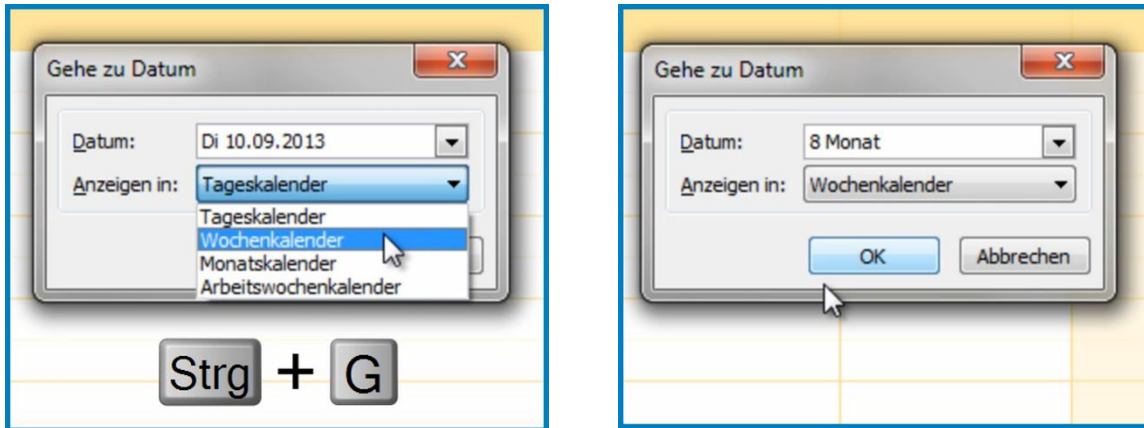 Gehe zu Datum
Datum: Di 10.09.2013
Anzeigen in: Tageskalender
Tageskalender
Wochenkalender
Monatskalender
Arbeitswochenkalender
Strg + G
Gehe zu Datum
Datum: 8 Monat
Anzeigen in: Wochenkalender
OK Abbrechen